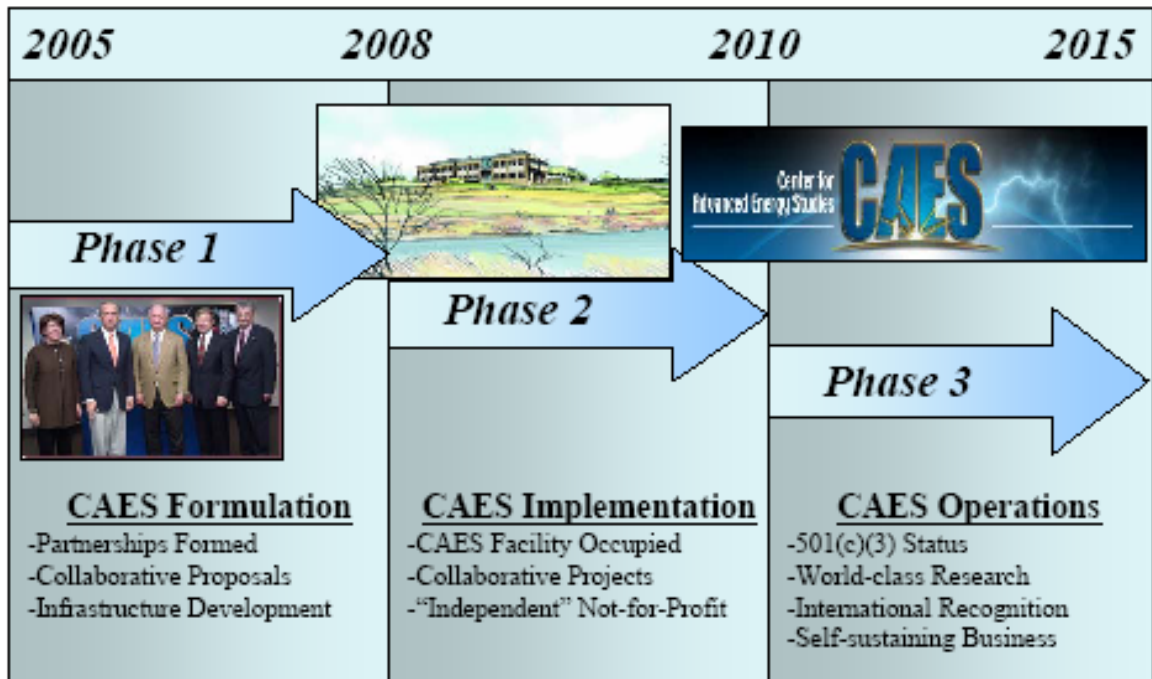 2005 2008 2010 2015
Center for
Advanced Energy Studies
CAES
Phase 1
Phase 2
Phase 3
CAES Formulation
-Partnerships Formed
-Collaborative Proposals
-Infrastructure Development
CAES Implementation
-CAES Facility Occupied
-Collaborative Projects
-“Independent” Not-for-Profit
CAES Operations
-501(c)(3) Status
-World-class Research
-International Recognition
-Self-sustaining Business